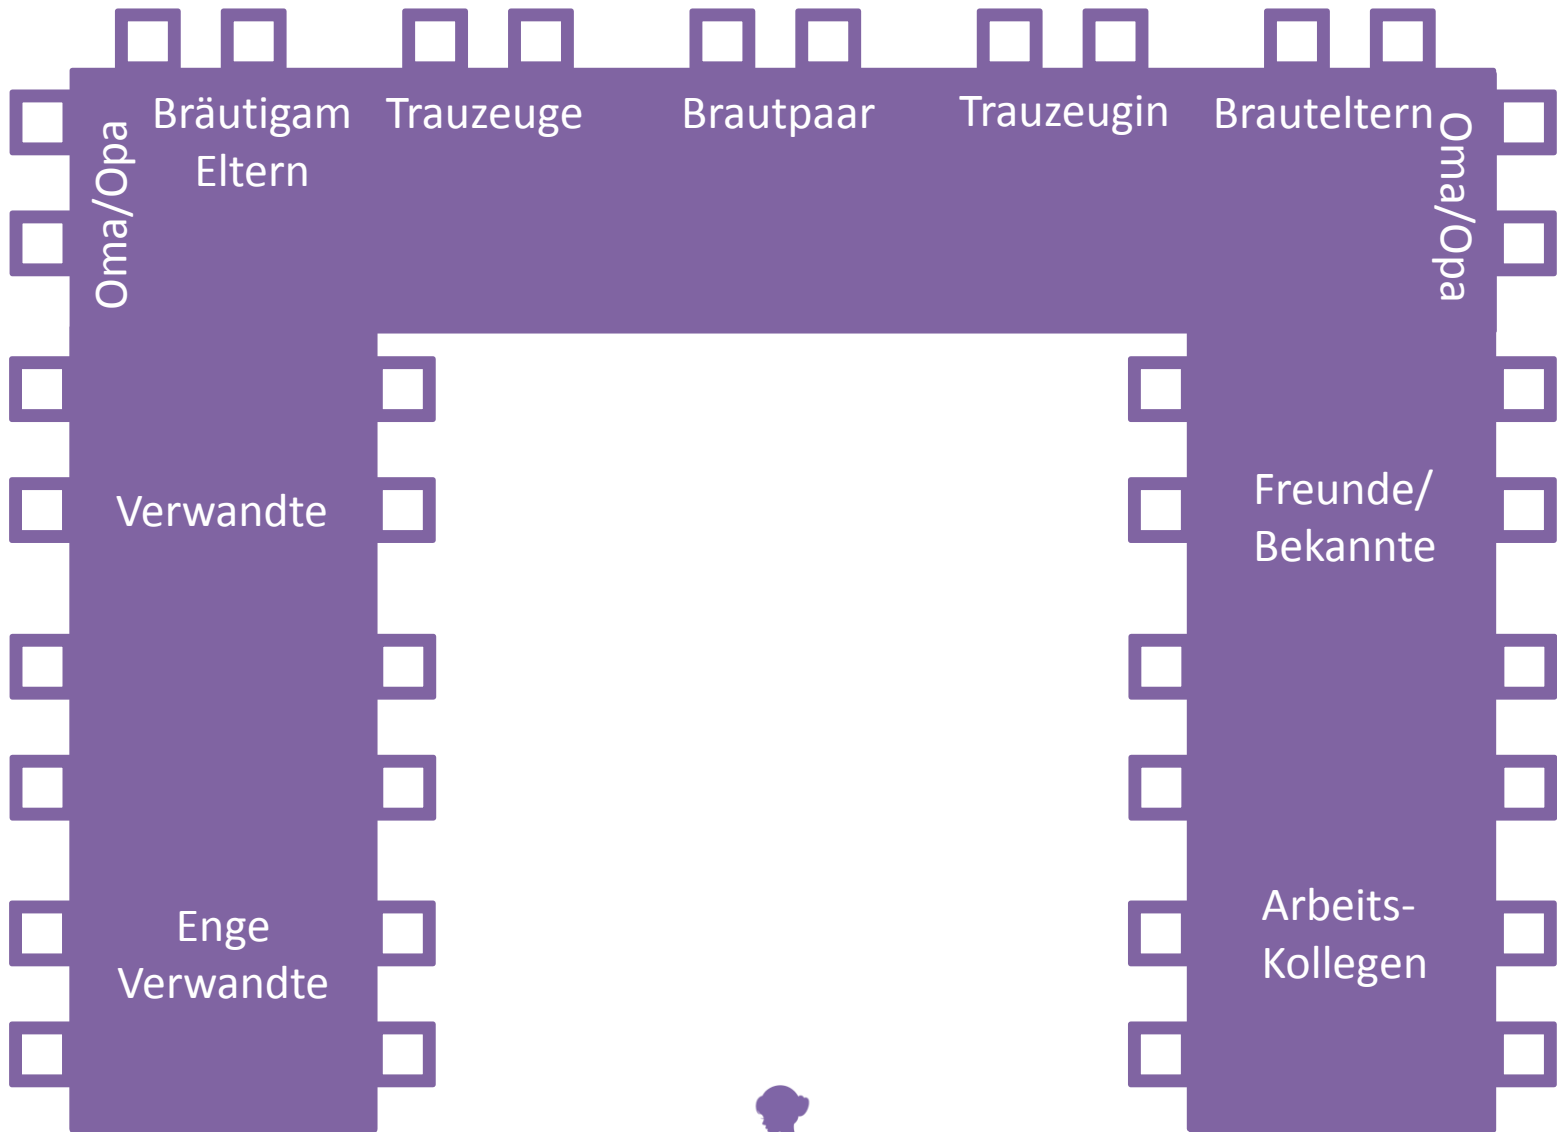 Bräutigam
Eltern
Trauzeuge
Brautpaar
Trauzeugin
Brauteltern
Oma/Opa
Oma/Opa
Verwandte
Freunde/
Bekannte
Enge
Verwandte
Arbeits-
Kollegen